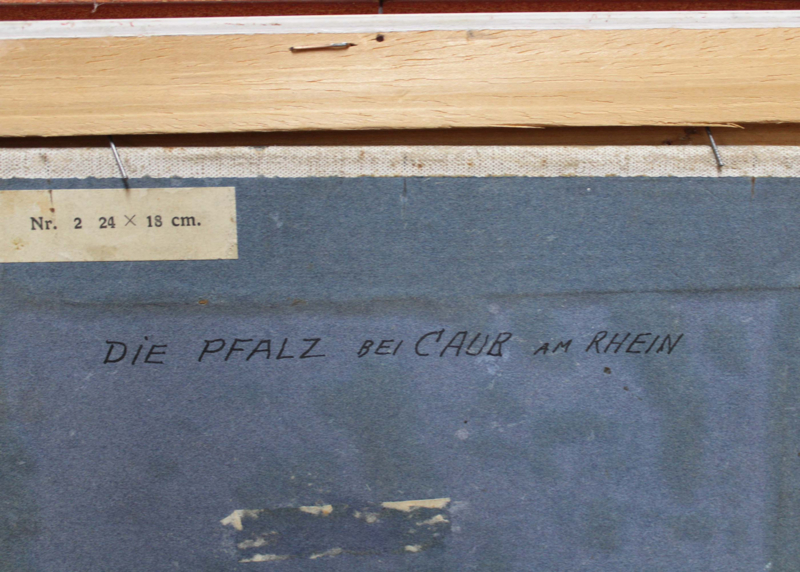 Nr. 2 24 × 18 cm.
DiE PFALZ BEI CAUB AM RHEIN